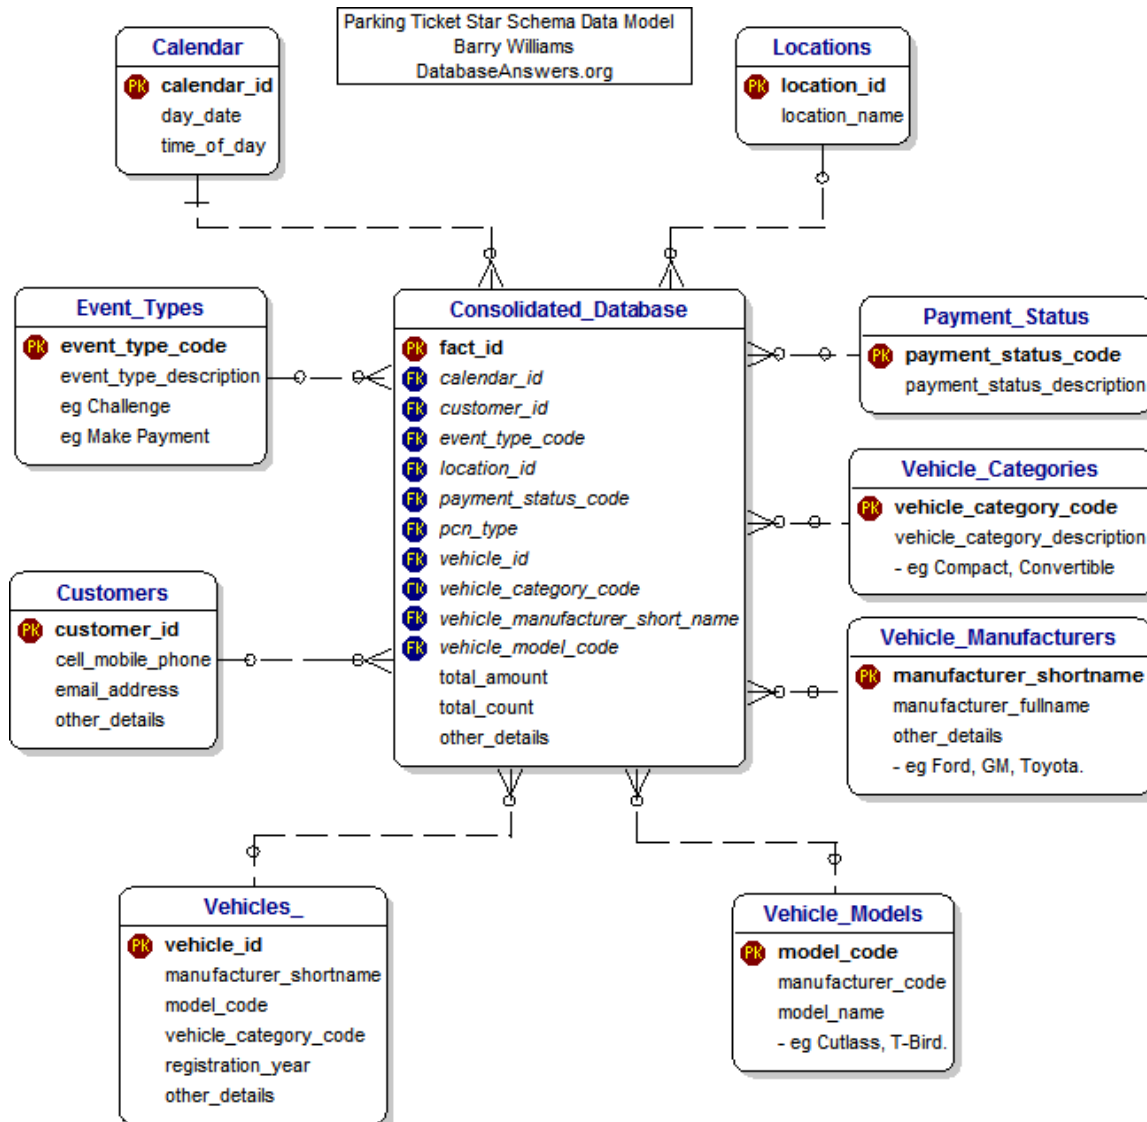 Parking Ticket Star Schema Data Model
Barry Williams
DatabaseAnswers.org
Calendar
PK calendar_id
day_date
time_of_day
Locations
PK location_id
location_name
Event_Types
PK event_type_code
event_type_description
eg Challenge
eg Make Payment
Consolidated_Database
PK fact_id
FK calendar_id
FK customer_id
FK event_type_code
FK location_id
FK payment_status_code
FK pcn_type
FK vehicle_id
FK vehicle_category_code
FK vehicle_manufacturer_short_name
FK vehicle_model_code
total_amount
total_count
other_details
Payment_Status
PK payment_status_code
payment_status_description
Vehicle_Categories
PK vehicle_category_code
vehicle_category_description
- eg Compact, Convertible
Customers
PK customer_id
cell_mobile_phone
email_address
other_details
Vehicle_Manufacturers
PK manufacturer_shortname
manufacturer_fullname
other_details
- eg Ford, GM, Toyota.
Vehicles_
PK vehicle_id
manufacturer_shortname
model_code
vehicle_category_code
registration_year
other_details
Vehicle_Models
PK model_code
manufacturer_code
model_name
- eg Cutlass, T-Bird.